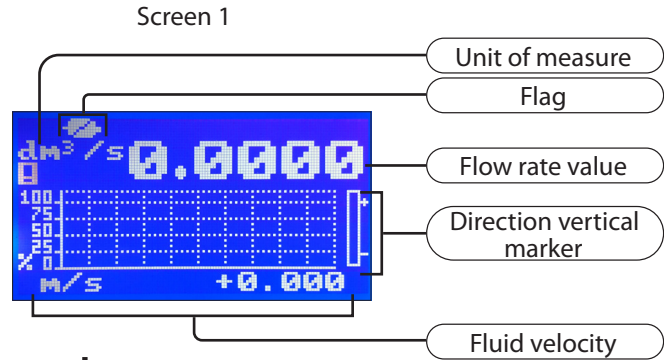 Screen 1
Unit of measure
Flag
dm³/s 0.0000
Flow rate value
100
75
50
25
% 0
+
-
Direction vertical
marker
m/s +0.000
Fluid velocity